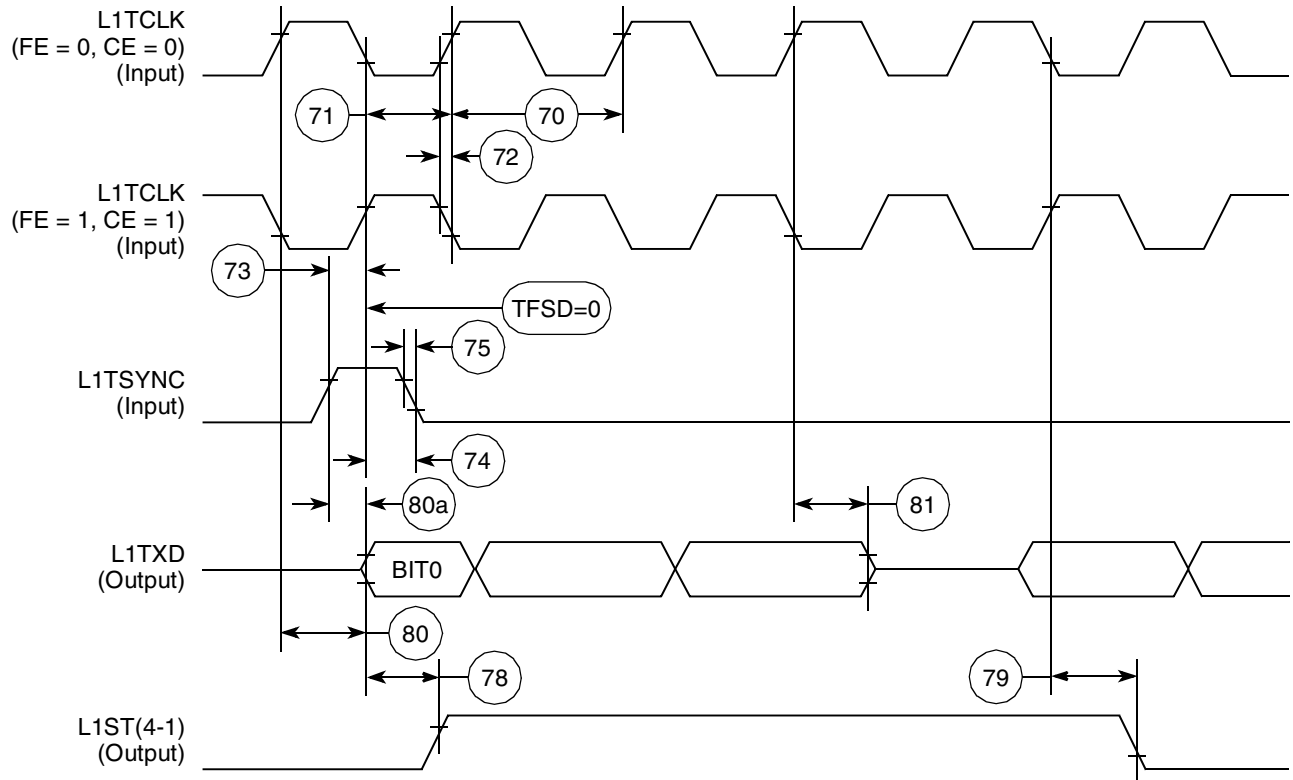 L1TCLK
(FE = 0, CE = 0)
(Input)
71
70
72
L1TCLK
(FE = 1, CE = 1)
(Input)
73
TFSD=0
75
L1TSYNC
(Input)
74
80a
81
L1TXD
(Output)
BIT0
80
78
79
L1ST(4-1)
(Output)